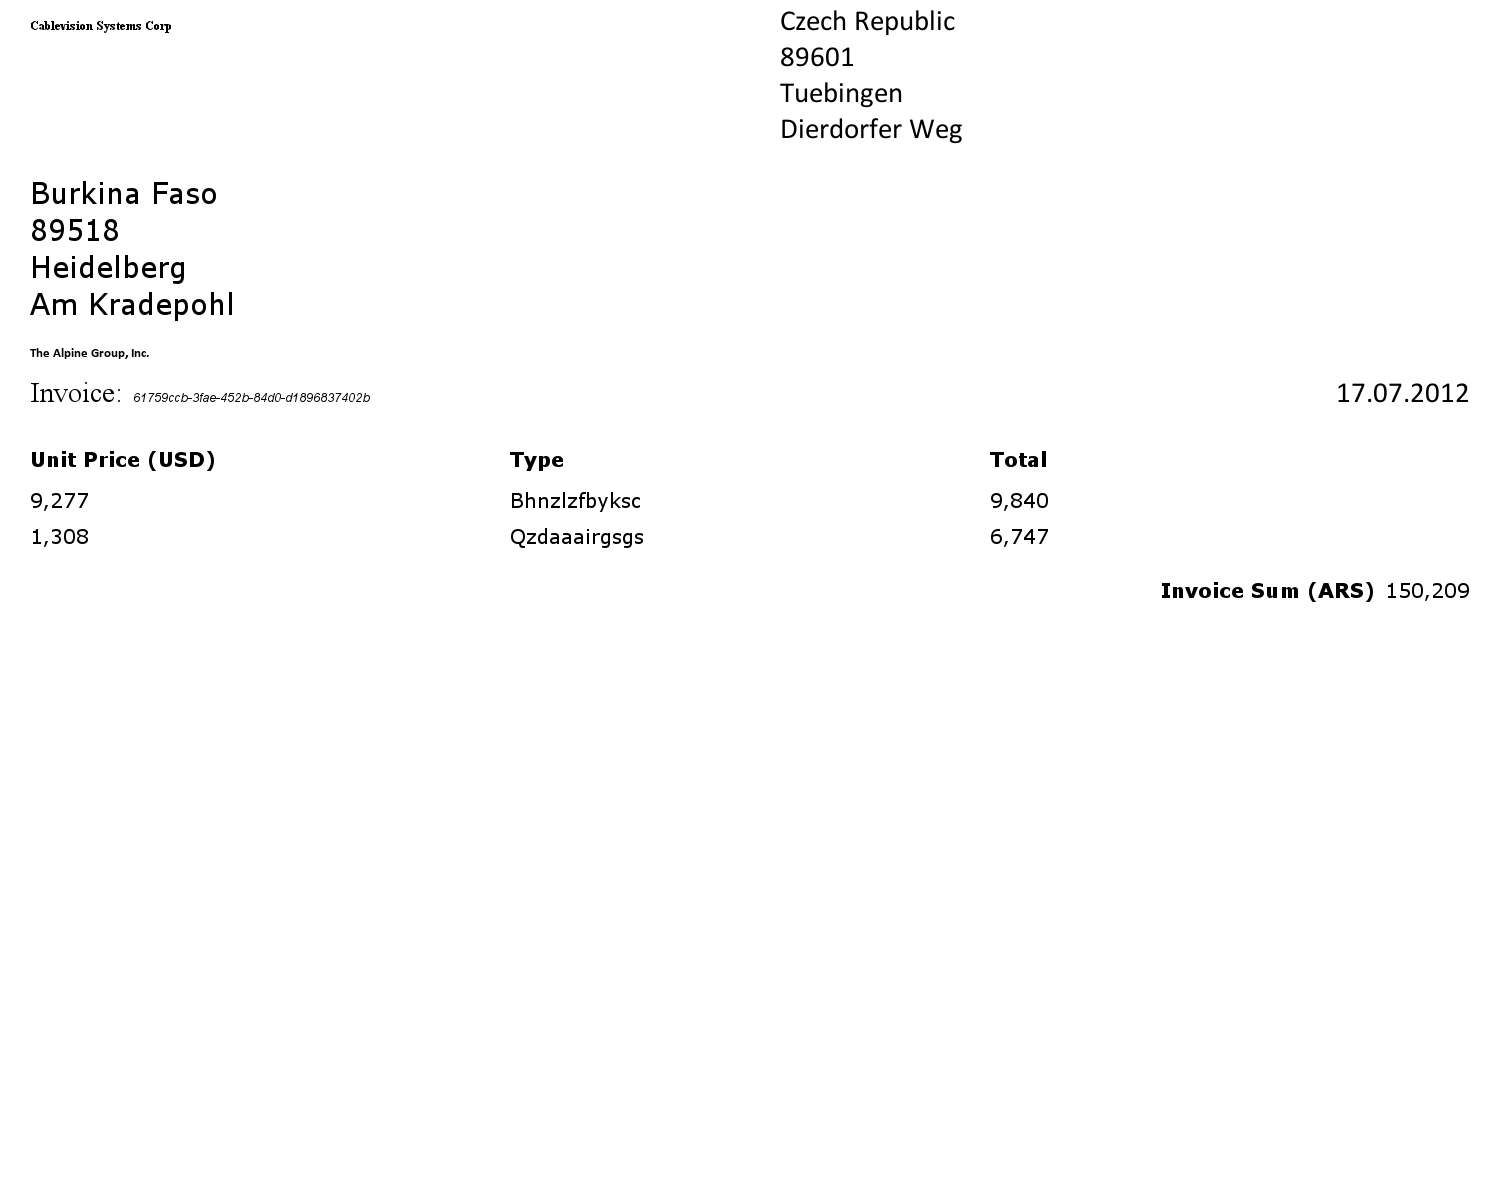 Cablevision Systems Corp
Czech Republic
89601
Tuebingen
Dierdorfer Weg
Burkina Faso
89518
Heidelberg
Am Kradepohl
The Alpine Group, Inc.
Invoice: 61759ccb-3fae-452b-84d0-d1896837402b 17.07.2012
Unit Price (USD) Type Total
9,277 Bhnzlzfbyksc 9,840
1,308 Qzdaaairgsgs 6,747
Invoice Sum (ARS) 150,209